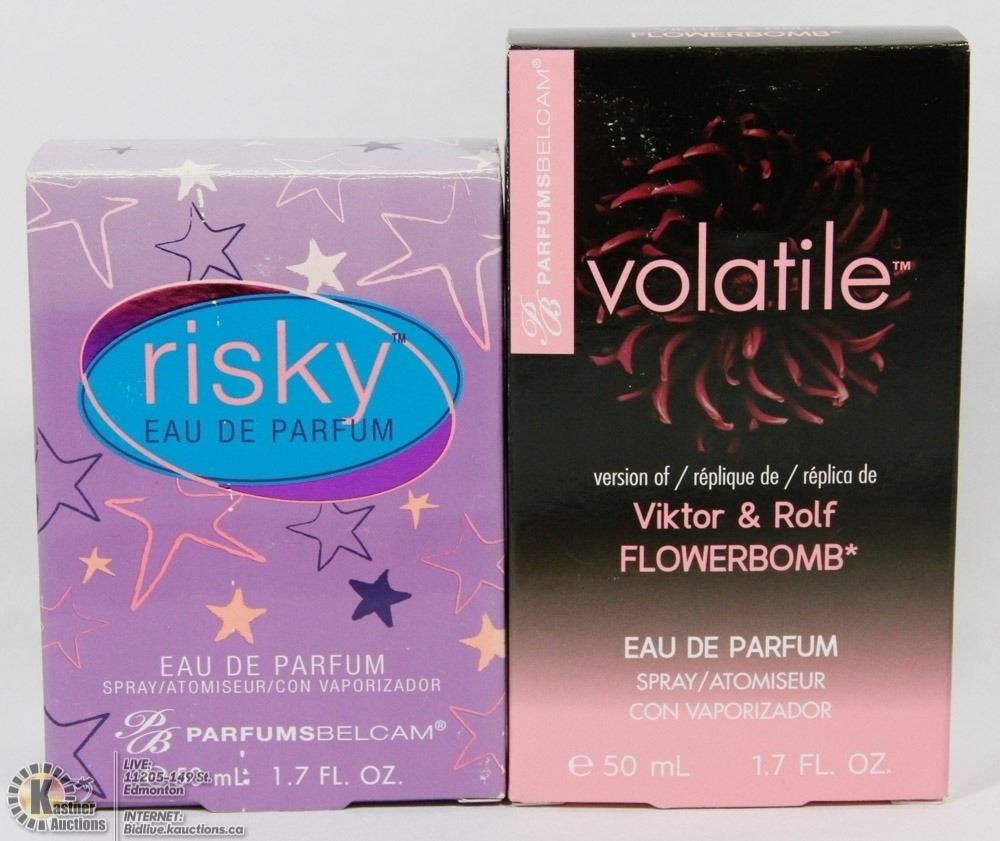 risky™
EAU DE PARFUM
EAU DE PARFUM
SPRAY/ATOMISEUR/CON VAPORIZADOR
PB PARFUMSBELCAM®
50 mL 1.7 FL. OZ.
FLOWERBOMB*
PB PARFUMSBELCAM®
volatile™
version of / réplique de / réplica de
Viktor & Rolf
FLOWERBOMB*
EAU DE PARFUM
SPRAY/ATOMISEUR
CON VAPORIZADOR
e 50 mL 1.7 FL. OZ.
Kastner
Auctions
LIVE:
11205-149 St.
Edmonton
INTERNET:
Bidlive.kauctions.ca